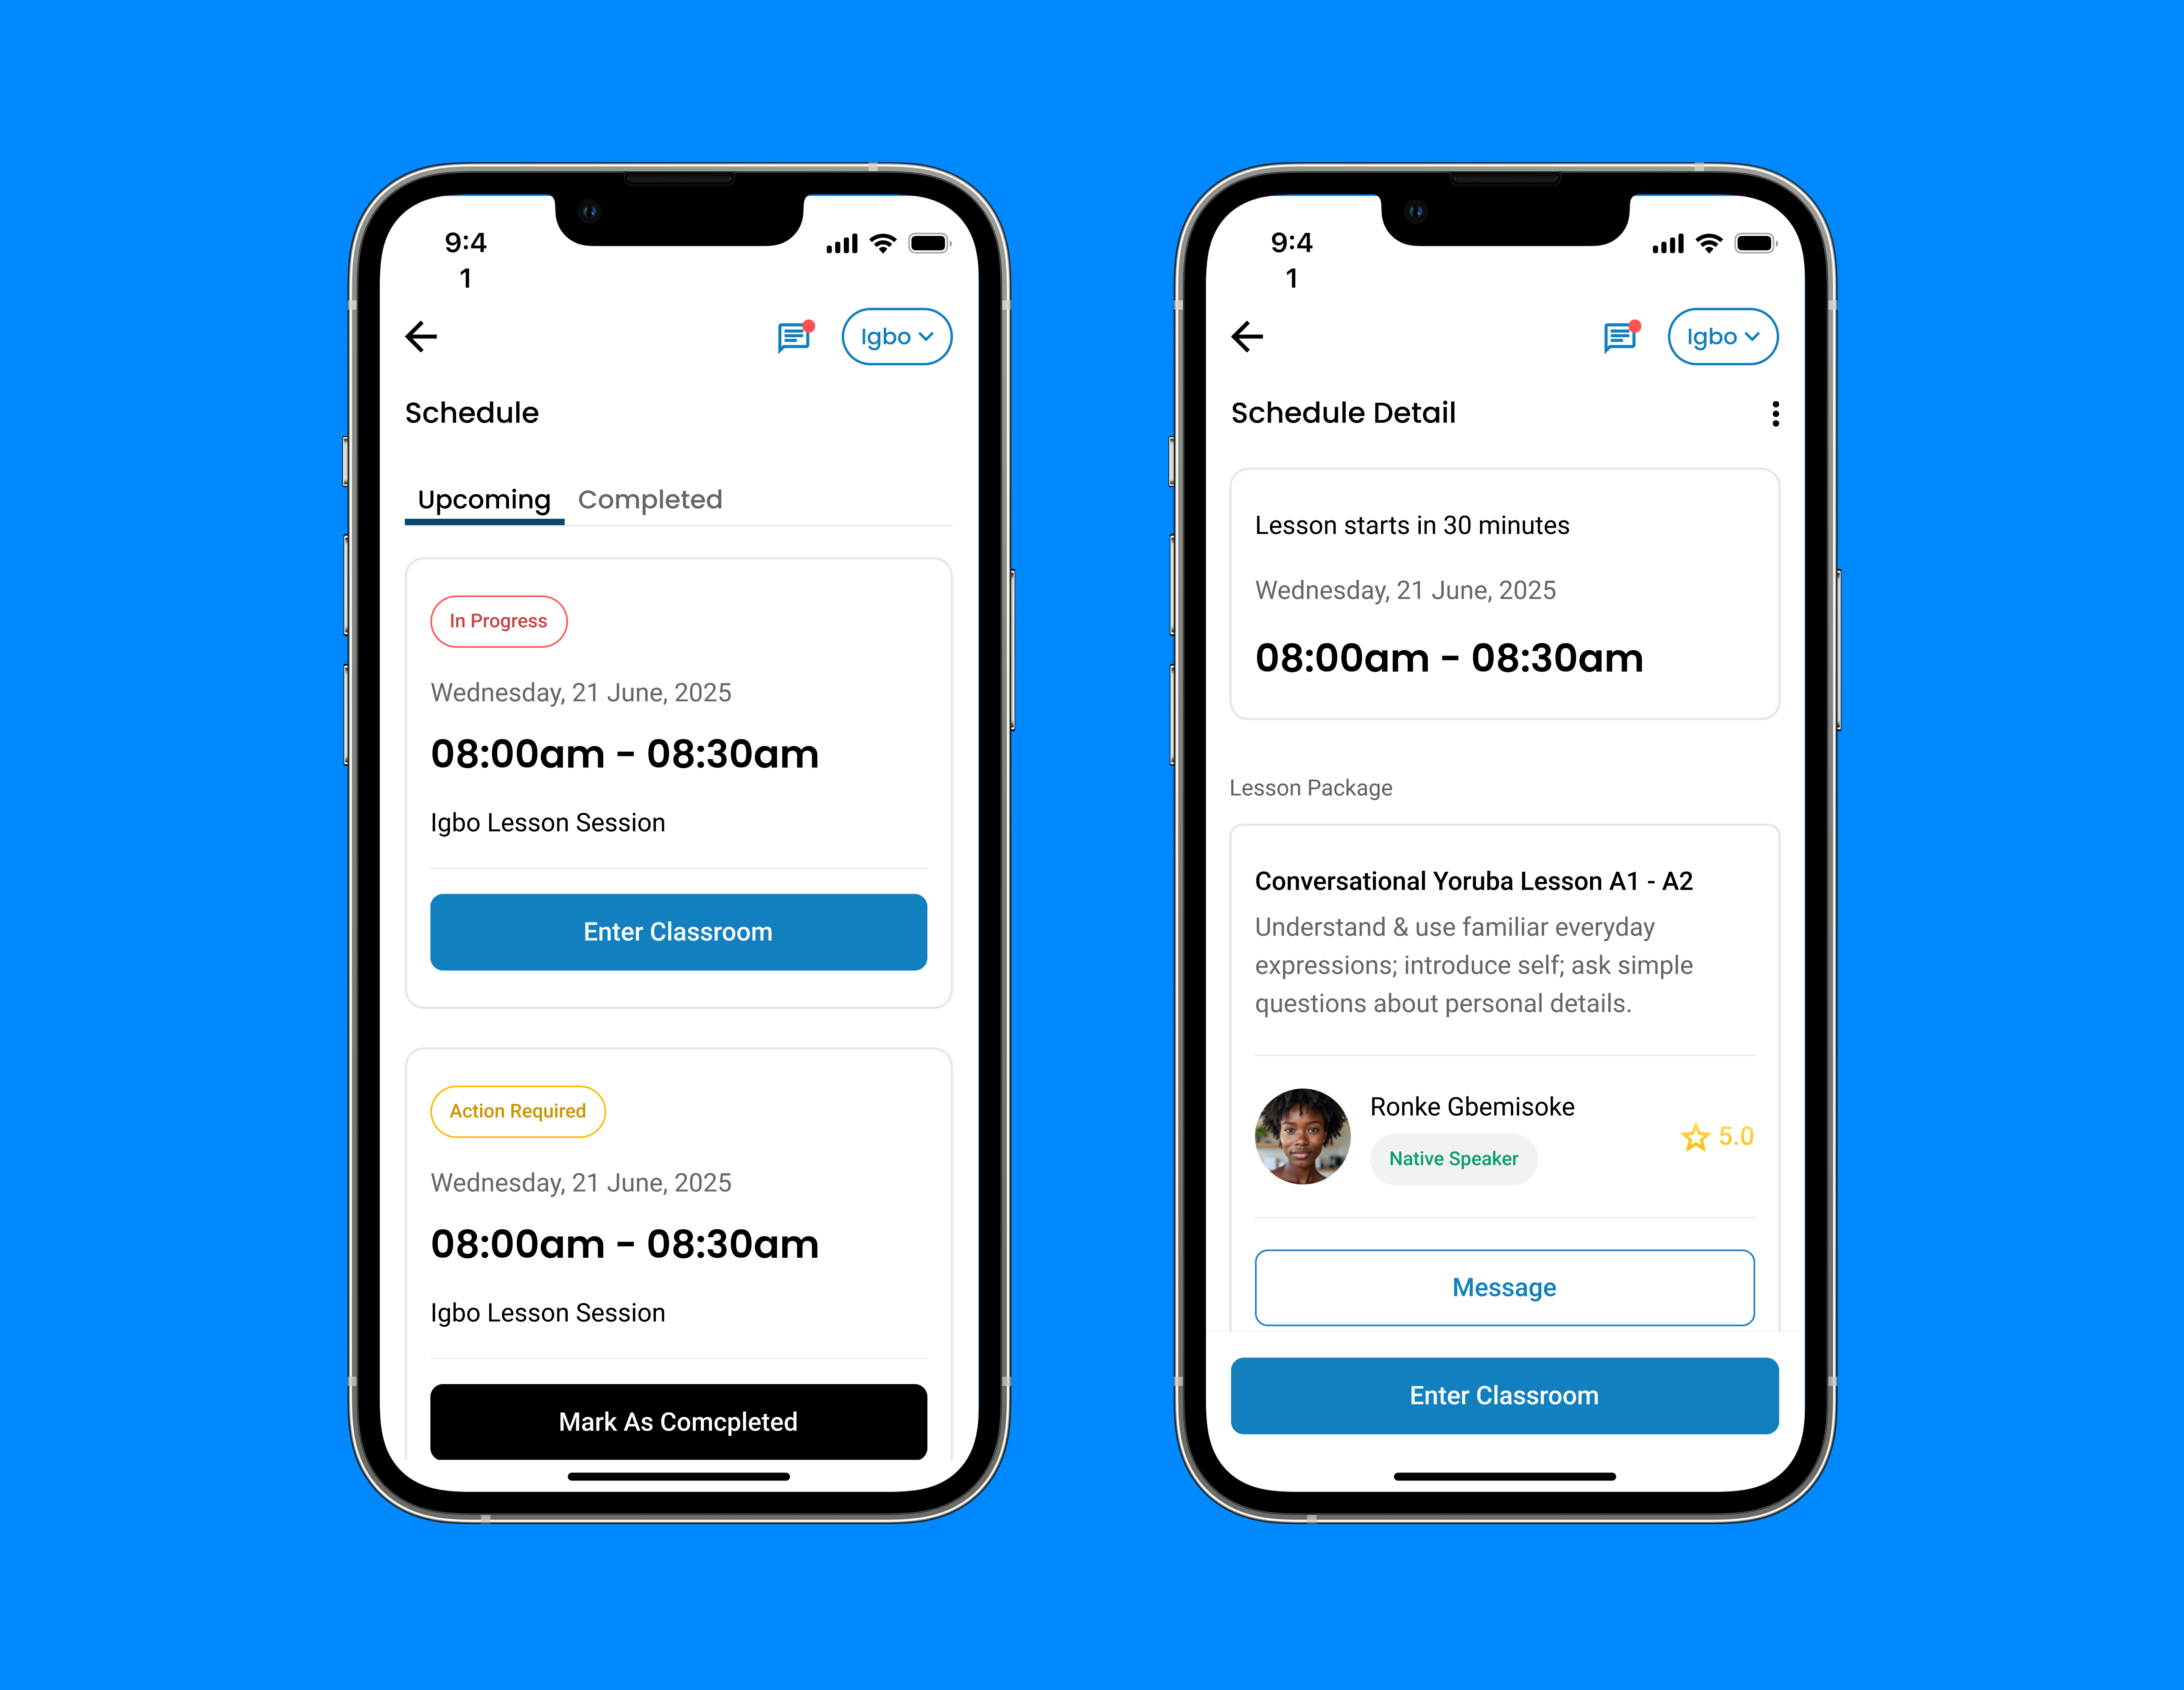 9:4
1
Igbo
Schedule
Upcoming Completed
In Progress
Wednesday, 21 June, 2025
08:00am - 08:30am
Igbo Lesson Session
Enter Classroom
Action Required
Wednesday, 21 June, 2025
08:00am - 08:30am
Igbo Lesson Session
Mark As Comcpleted
9:4
1
Igbo
Schedule Detail
Lesson starts in 30 minutes
Wednesday, 21 June, 2025
08:00am - 08:30am
Lesson Package
Conversational Yoruba Lesson A1 - A2
Understand & use familiar everyday
expressions; introduce self; ask simple
questions about personal details.
Ronke Gbemisoke
5.0
Native Speaker
Message
Enter Classroom